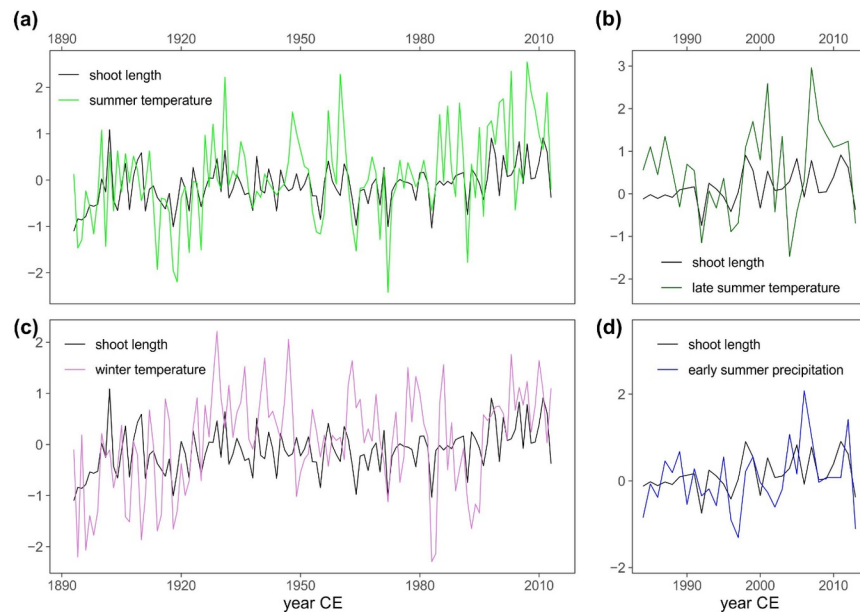 (a)
1890 1920 1950 1980 2010
shoot length
summer temperature
2
1
0
−1
−2
(b)
1990 2000 2010
3
2
1
0
−1
shoot length
late summer temperature
(c)
shoot length
winter temperature
2
1
0
−1
−2
1890 1920 1950 1980 2010
year CE
(d)
shoot length
early summer precipitation
2
0
−2
1990 2000 2010
year CE